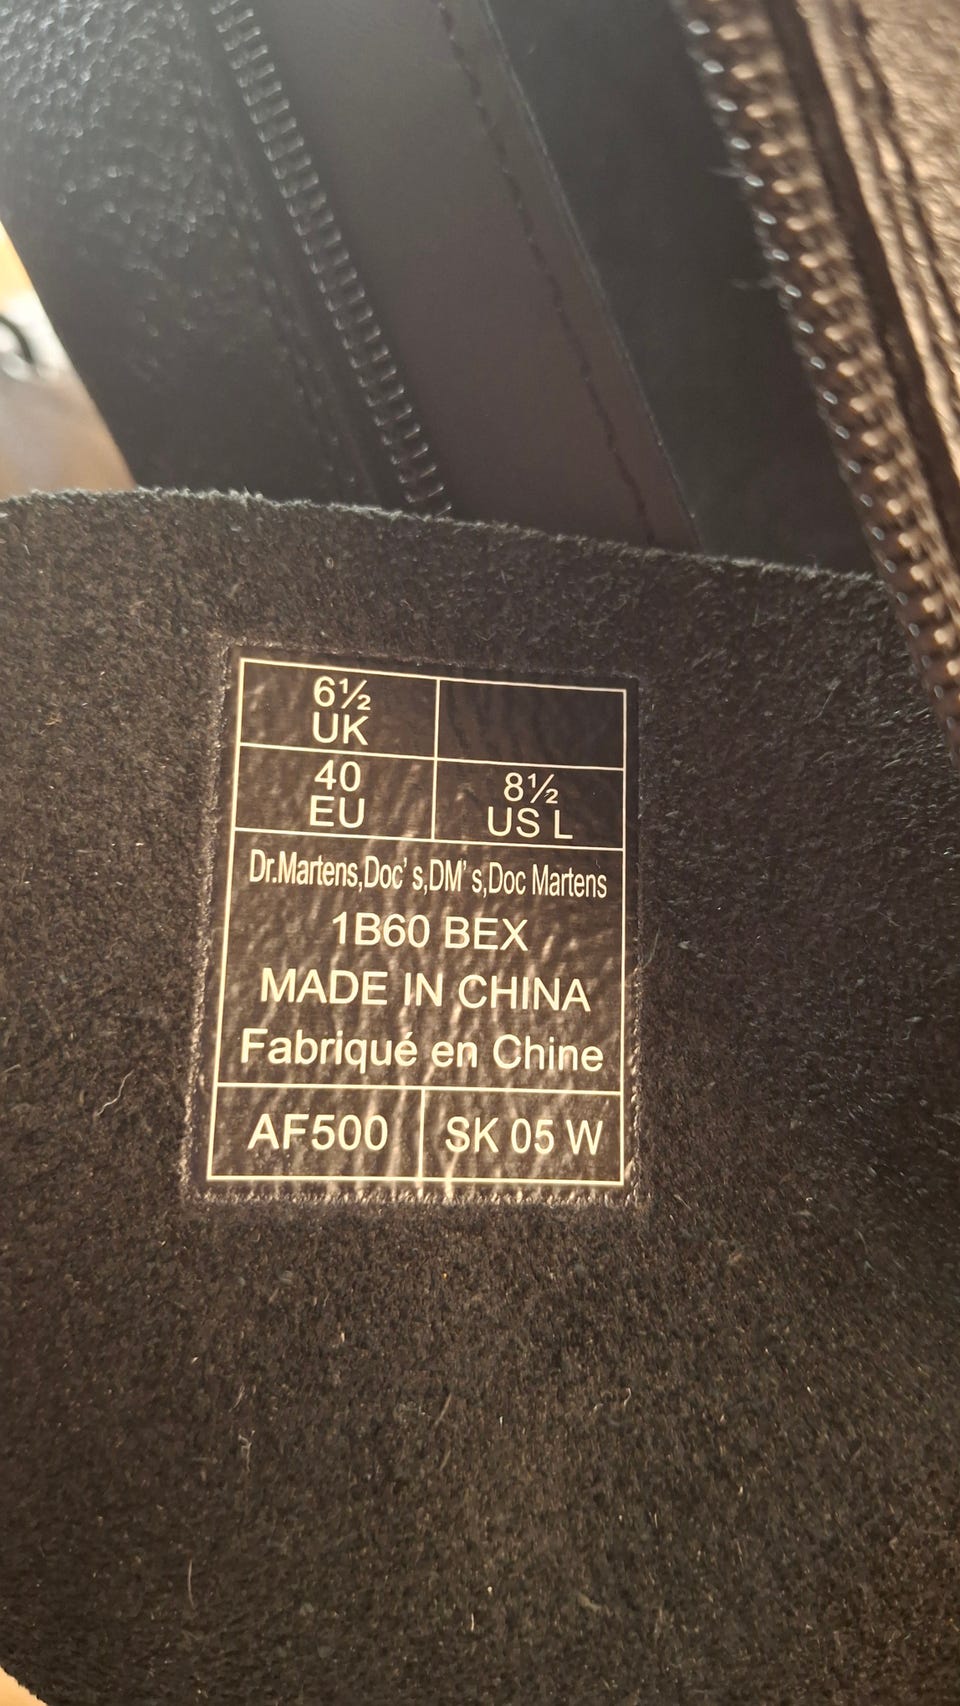 6½
UK
40
EU
8½
US L
Dr.Martens,Doc's,DM's,Doc Martens
1B60 BEX
MADE IN CHINA
Fabriqué en Chine
AF500
SK 05 W